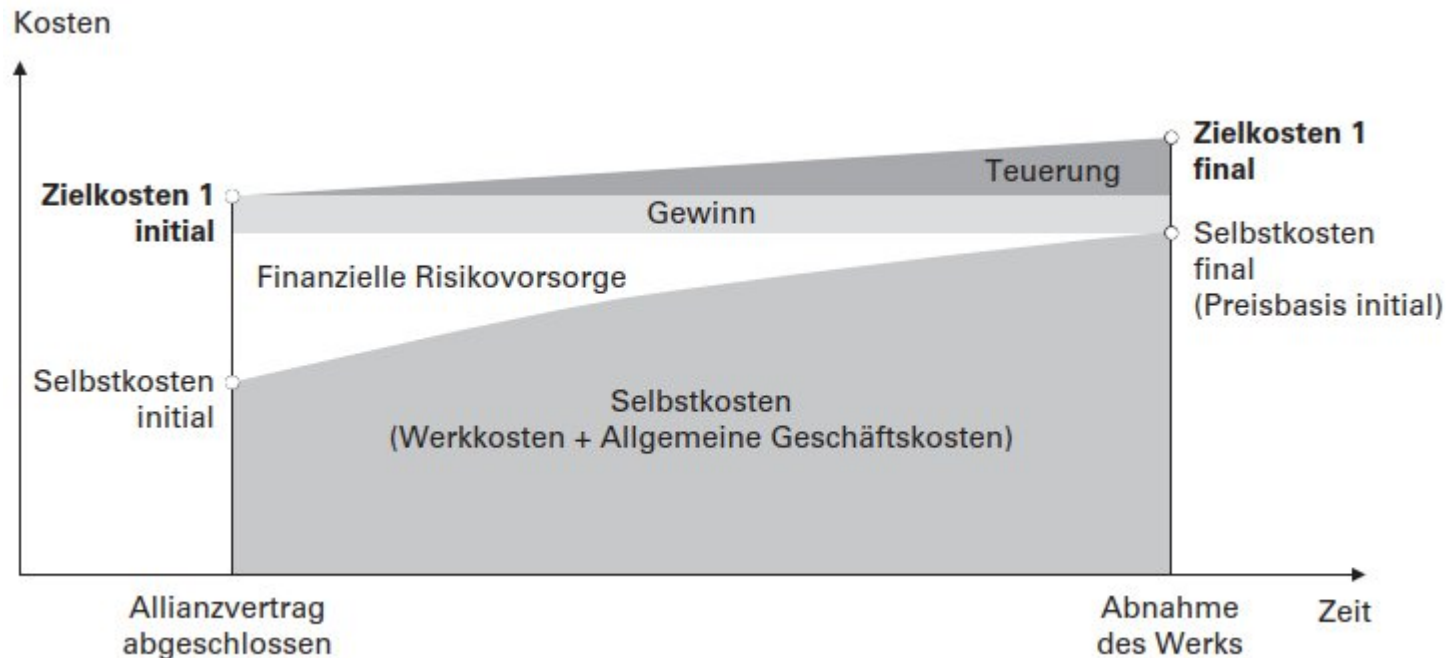 Kosten
Zielkosten 1
final
Teuerung
Zielkosten 1
initial
Gewinn
Selbstkosten
final
(Preisbasis initial)
Finanzielle Risikovorsorge
Selbstkosten
initial
Selbstkosten
(Werkkosten + Allgemeine Geschäftskosten)
Allianzvertrag
abgeschlossen
Abnahme
des Werks
Zeit